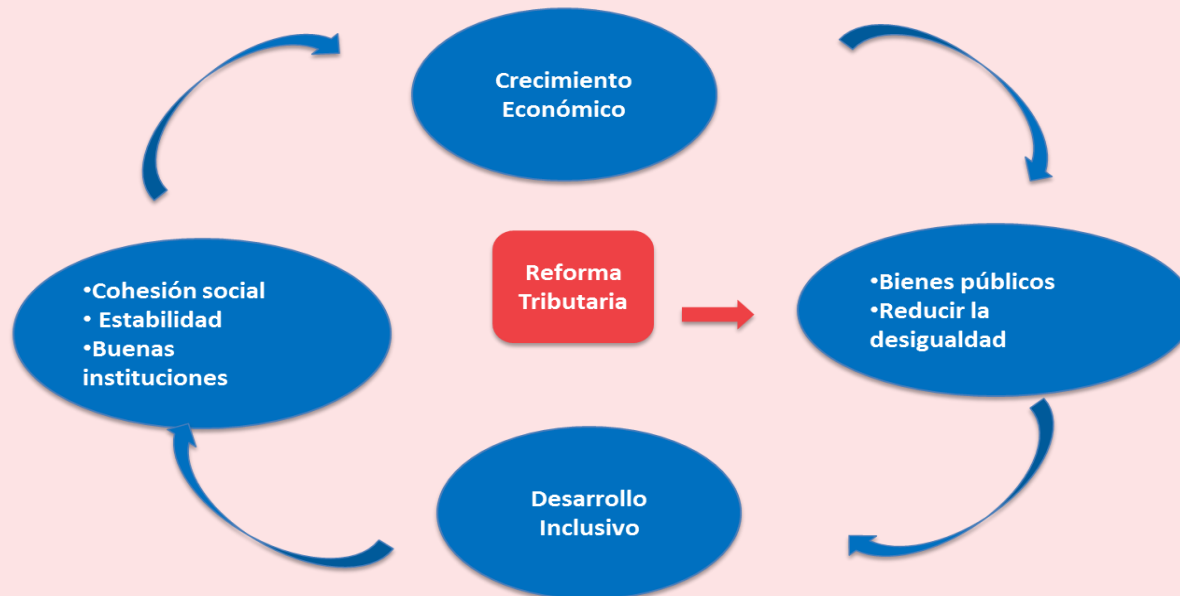 Crecimiento
Económico
•Cohesión social
• Estabilidad
•Buenas
instituciones
Reforma
Tributaria
•Bienes públicos
•Reducir la
desigualdad
Desarrollo
Inclusivo